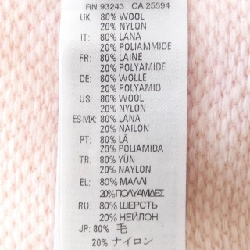 RN 93243 CA 25594
UK: 80% WOOL
20% NYLON
IT: 80% LANA
20% POLIAMMIDE
FR: 80% LAINE
20% POLYAMIDE
DE: 80% WOLLE
20% POLYAMID
US: 80% WOOL
20% NYLON
ES/MX: 80% LANA
20% NAILON
PT: 80% LÃ
20% POLIAMIDA
TR: 80% YÜN
20% NAYLON
EL: 80% ΜΑΛΛΙ
20% ΠΟΛΥΑΜΙΔΕΣ
RU: 80% ШЕРСТЬ
20% НЕЙЛОН
JP: 80% 毛
20% ナイロン